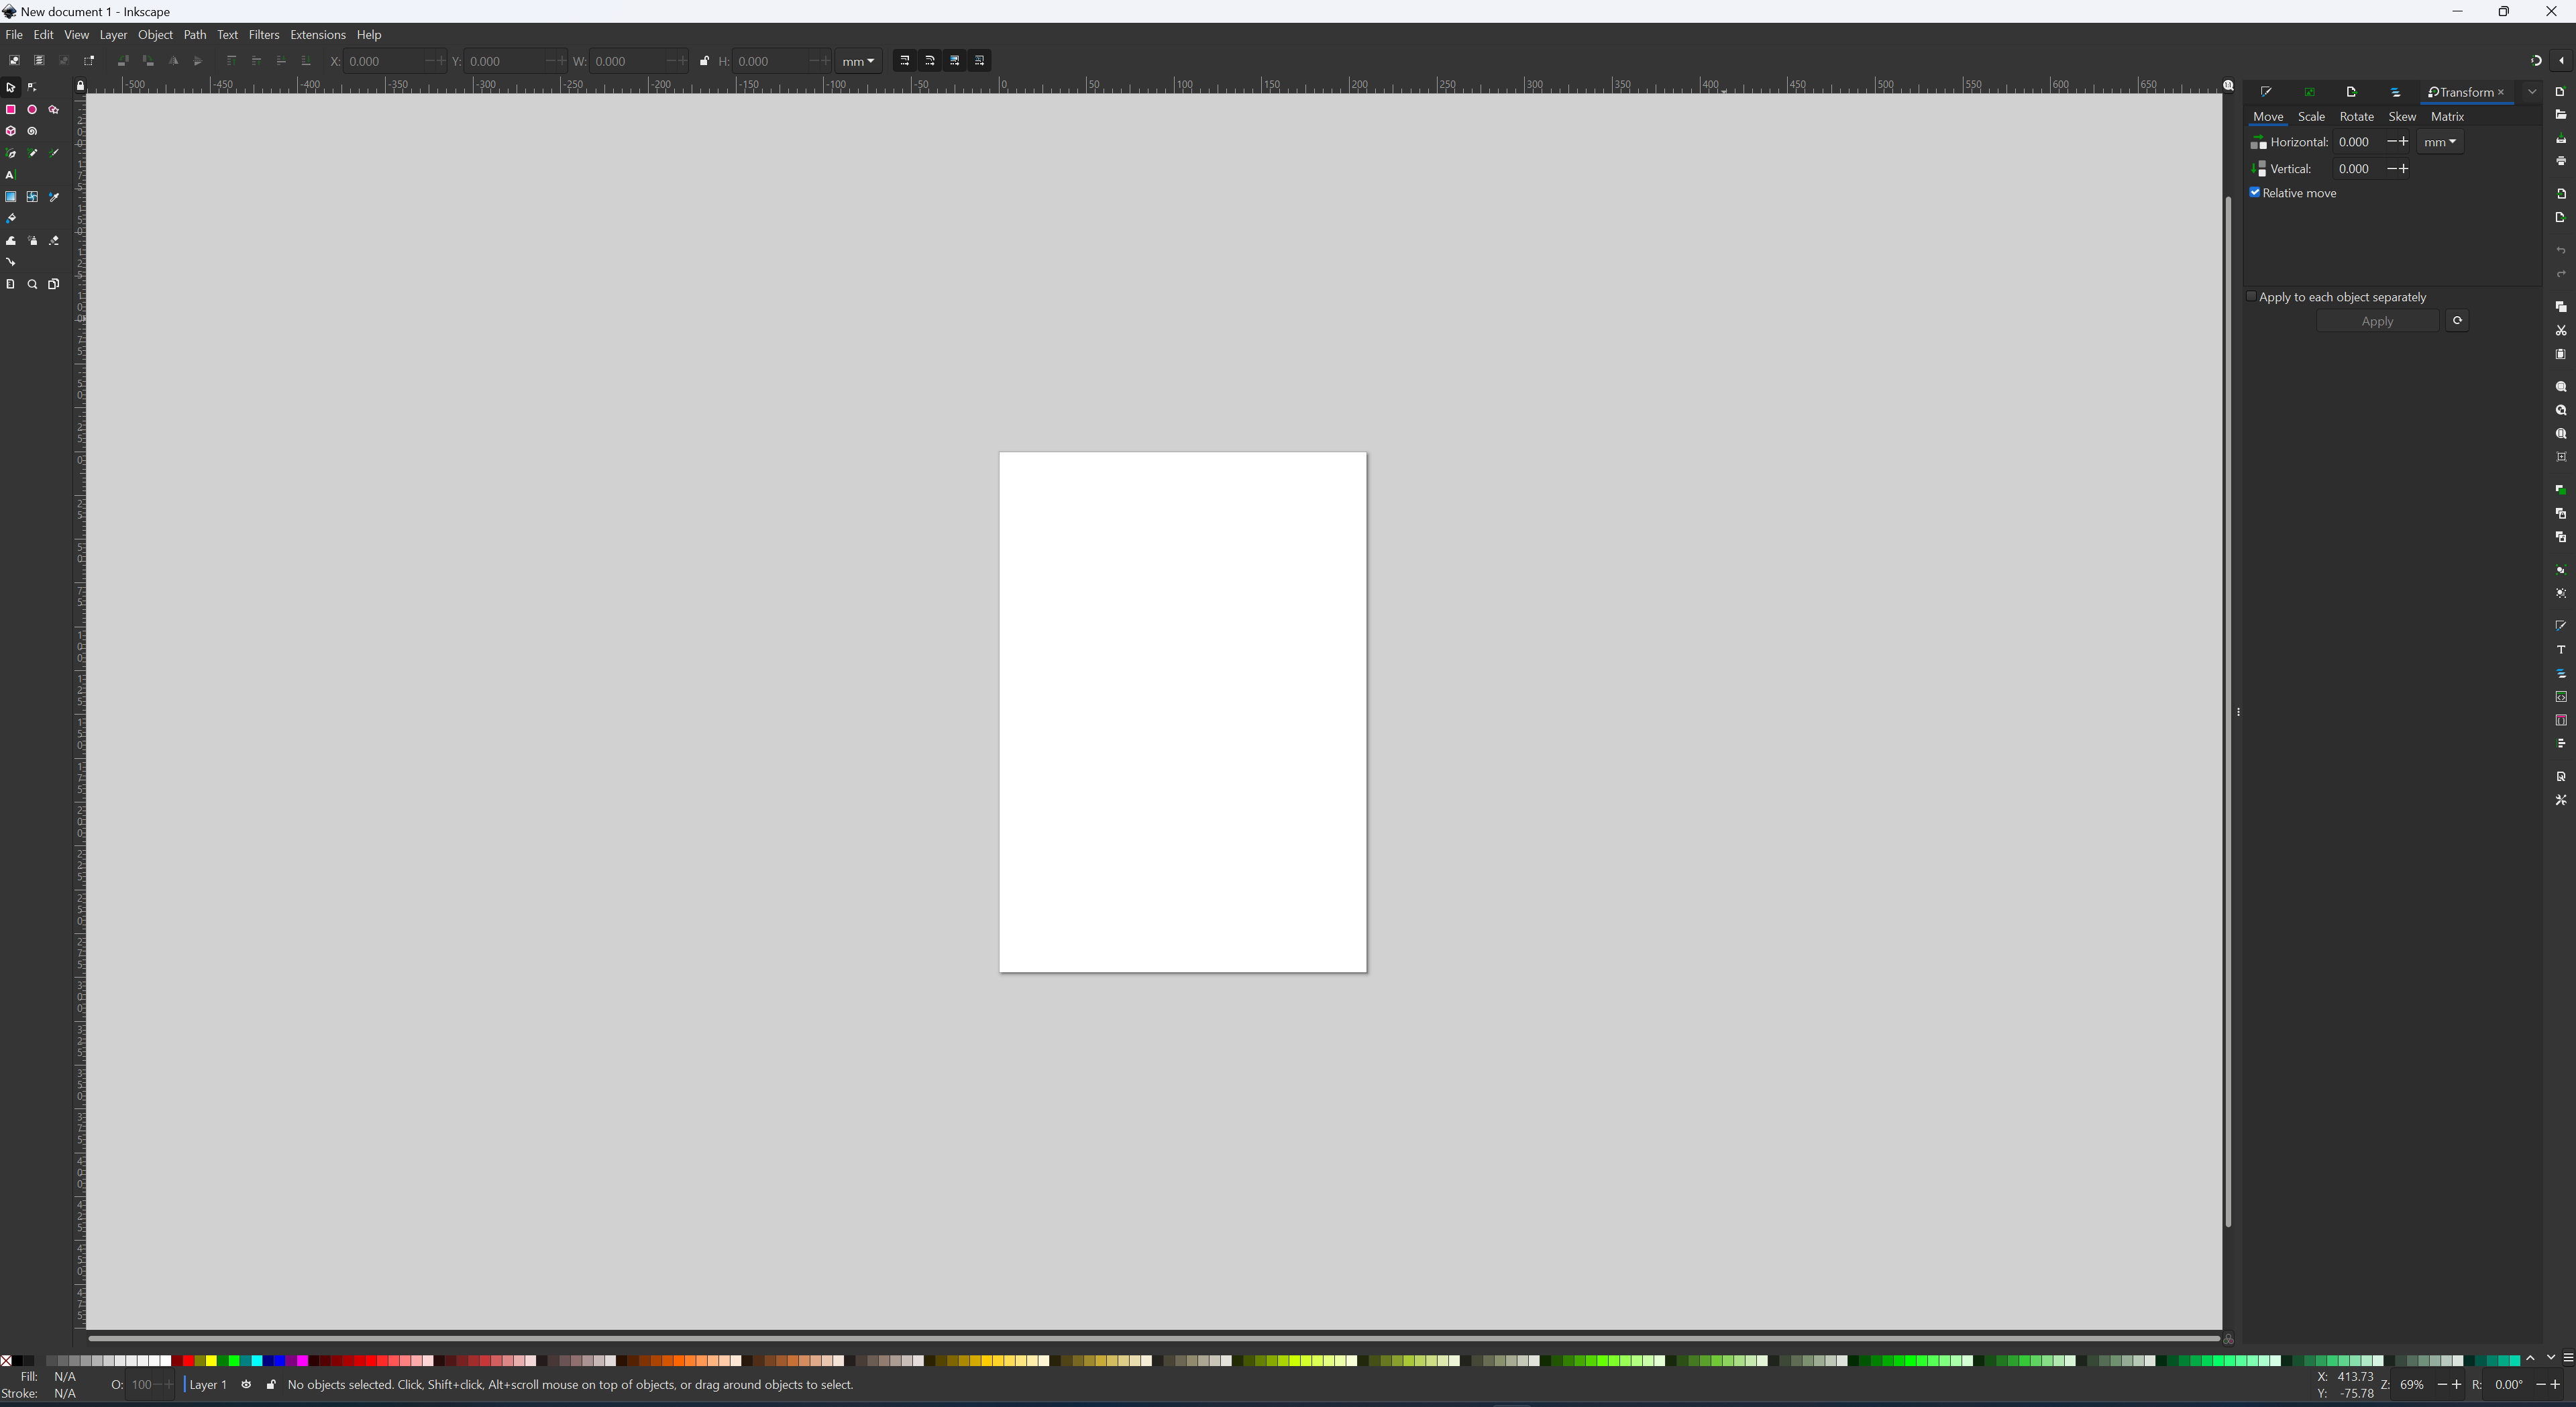 New document 1 - Inkscape
File Edit View Layer Object Path Text Filters Extensions Help
X: 0.000 Y: 0.000 W: 0.000 H: 0.000 mm
-500 -450 -400 -350 -300 -250 -200 -150 -100 -50 0 50 100 150 200 250 300 350 400 450 500 550 600 650
Transform
Move Scale Rotate Skew Matrix
Horizontal: 0.000 mm
Vertical: 0.000
Relative move
Apply to each object separately
Apply
Fill: N/A
Stroke: N/A
O: 100
Layer 1
No objects selected. Click, Shift+click, Alt+scroll mouse on top of objects, or drag around objects to select.
X: 413.73
Y: -75.78
Z: 69%
R: 0.00°